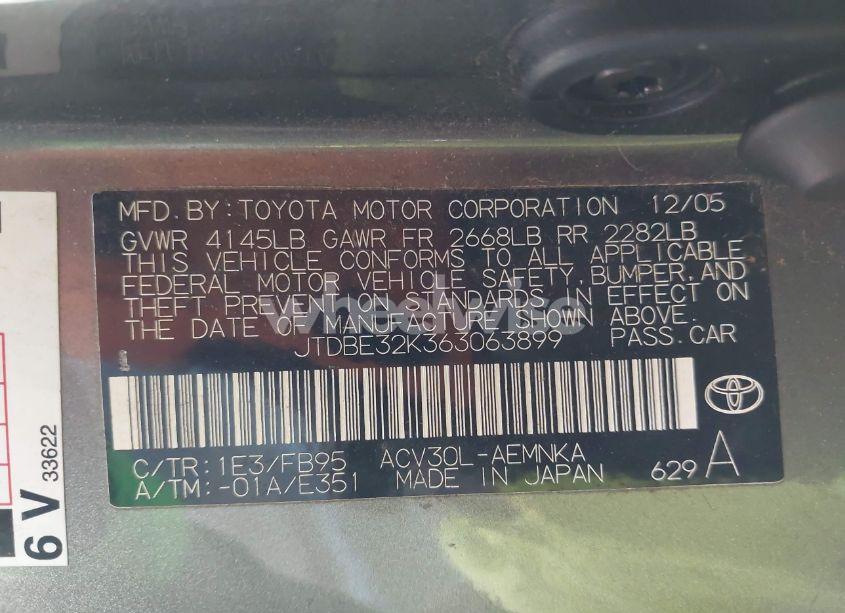 MFD. BY: TOYOTA MOTOR CORPORATION 12/05
GVWR 4145LB GAWR FR 2668LB RR 2282LB
THIS VEHICLE CONFORMS TO ALL APPLICABLE
FEDERAL MOTOR VEHICLE SAFETY, BUMPER, AND
THEFT PREVENTION STANDARDS IN EFFECT ON
THE DATE OF MANUFACTURE SHOWN ABOVE.
JTDBE32K363063899 PASS. CAR
C/TR: 1E3/FB95 ACV30L-AEMNKA
A/TM: -01A/E351 MADE IN JAPAN 629 A
6 V 33622
wheelwise